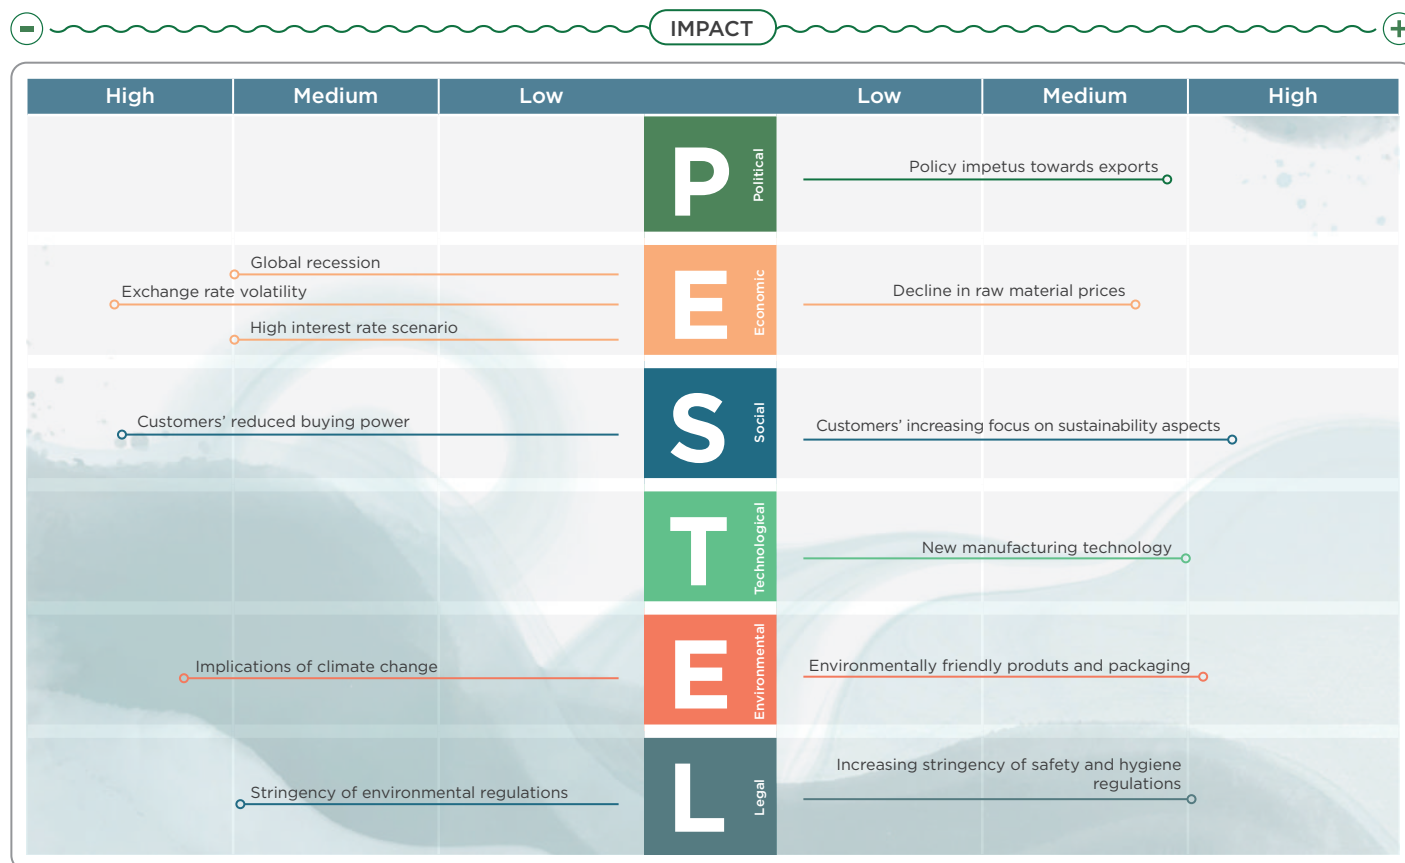 IMPACT
High
Medium
Low
Low
Medium
High
P
Political
Policy impetus towards exports
Global recession
Exchange rate volatility
High interest rate scenario
E
Economic
Decline in raw material prices
Customers’ reduced buying power
S
Social
Customers’ increasing focus on sustainability aspects
T
Technological
New manufacturing technology
Implications of climate change
E
Environmental
Environmentally friendly produts and packaging
Stringency of environmental regulations
L
Legal
Increasing stringency of safety and hygiene
regulations